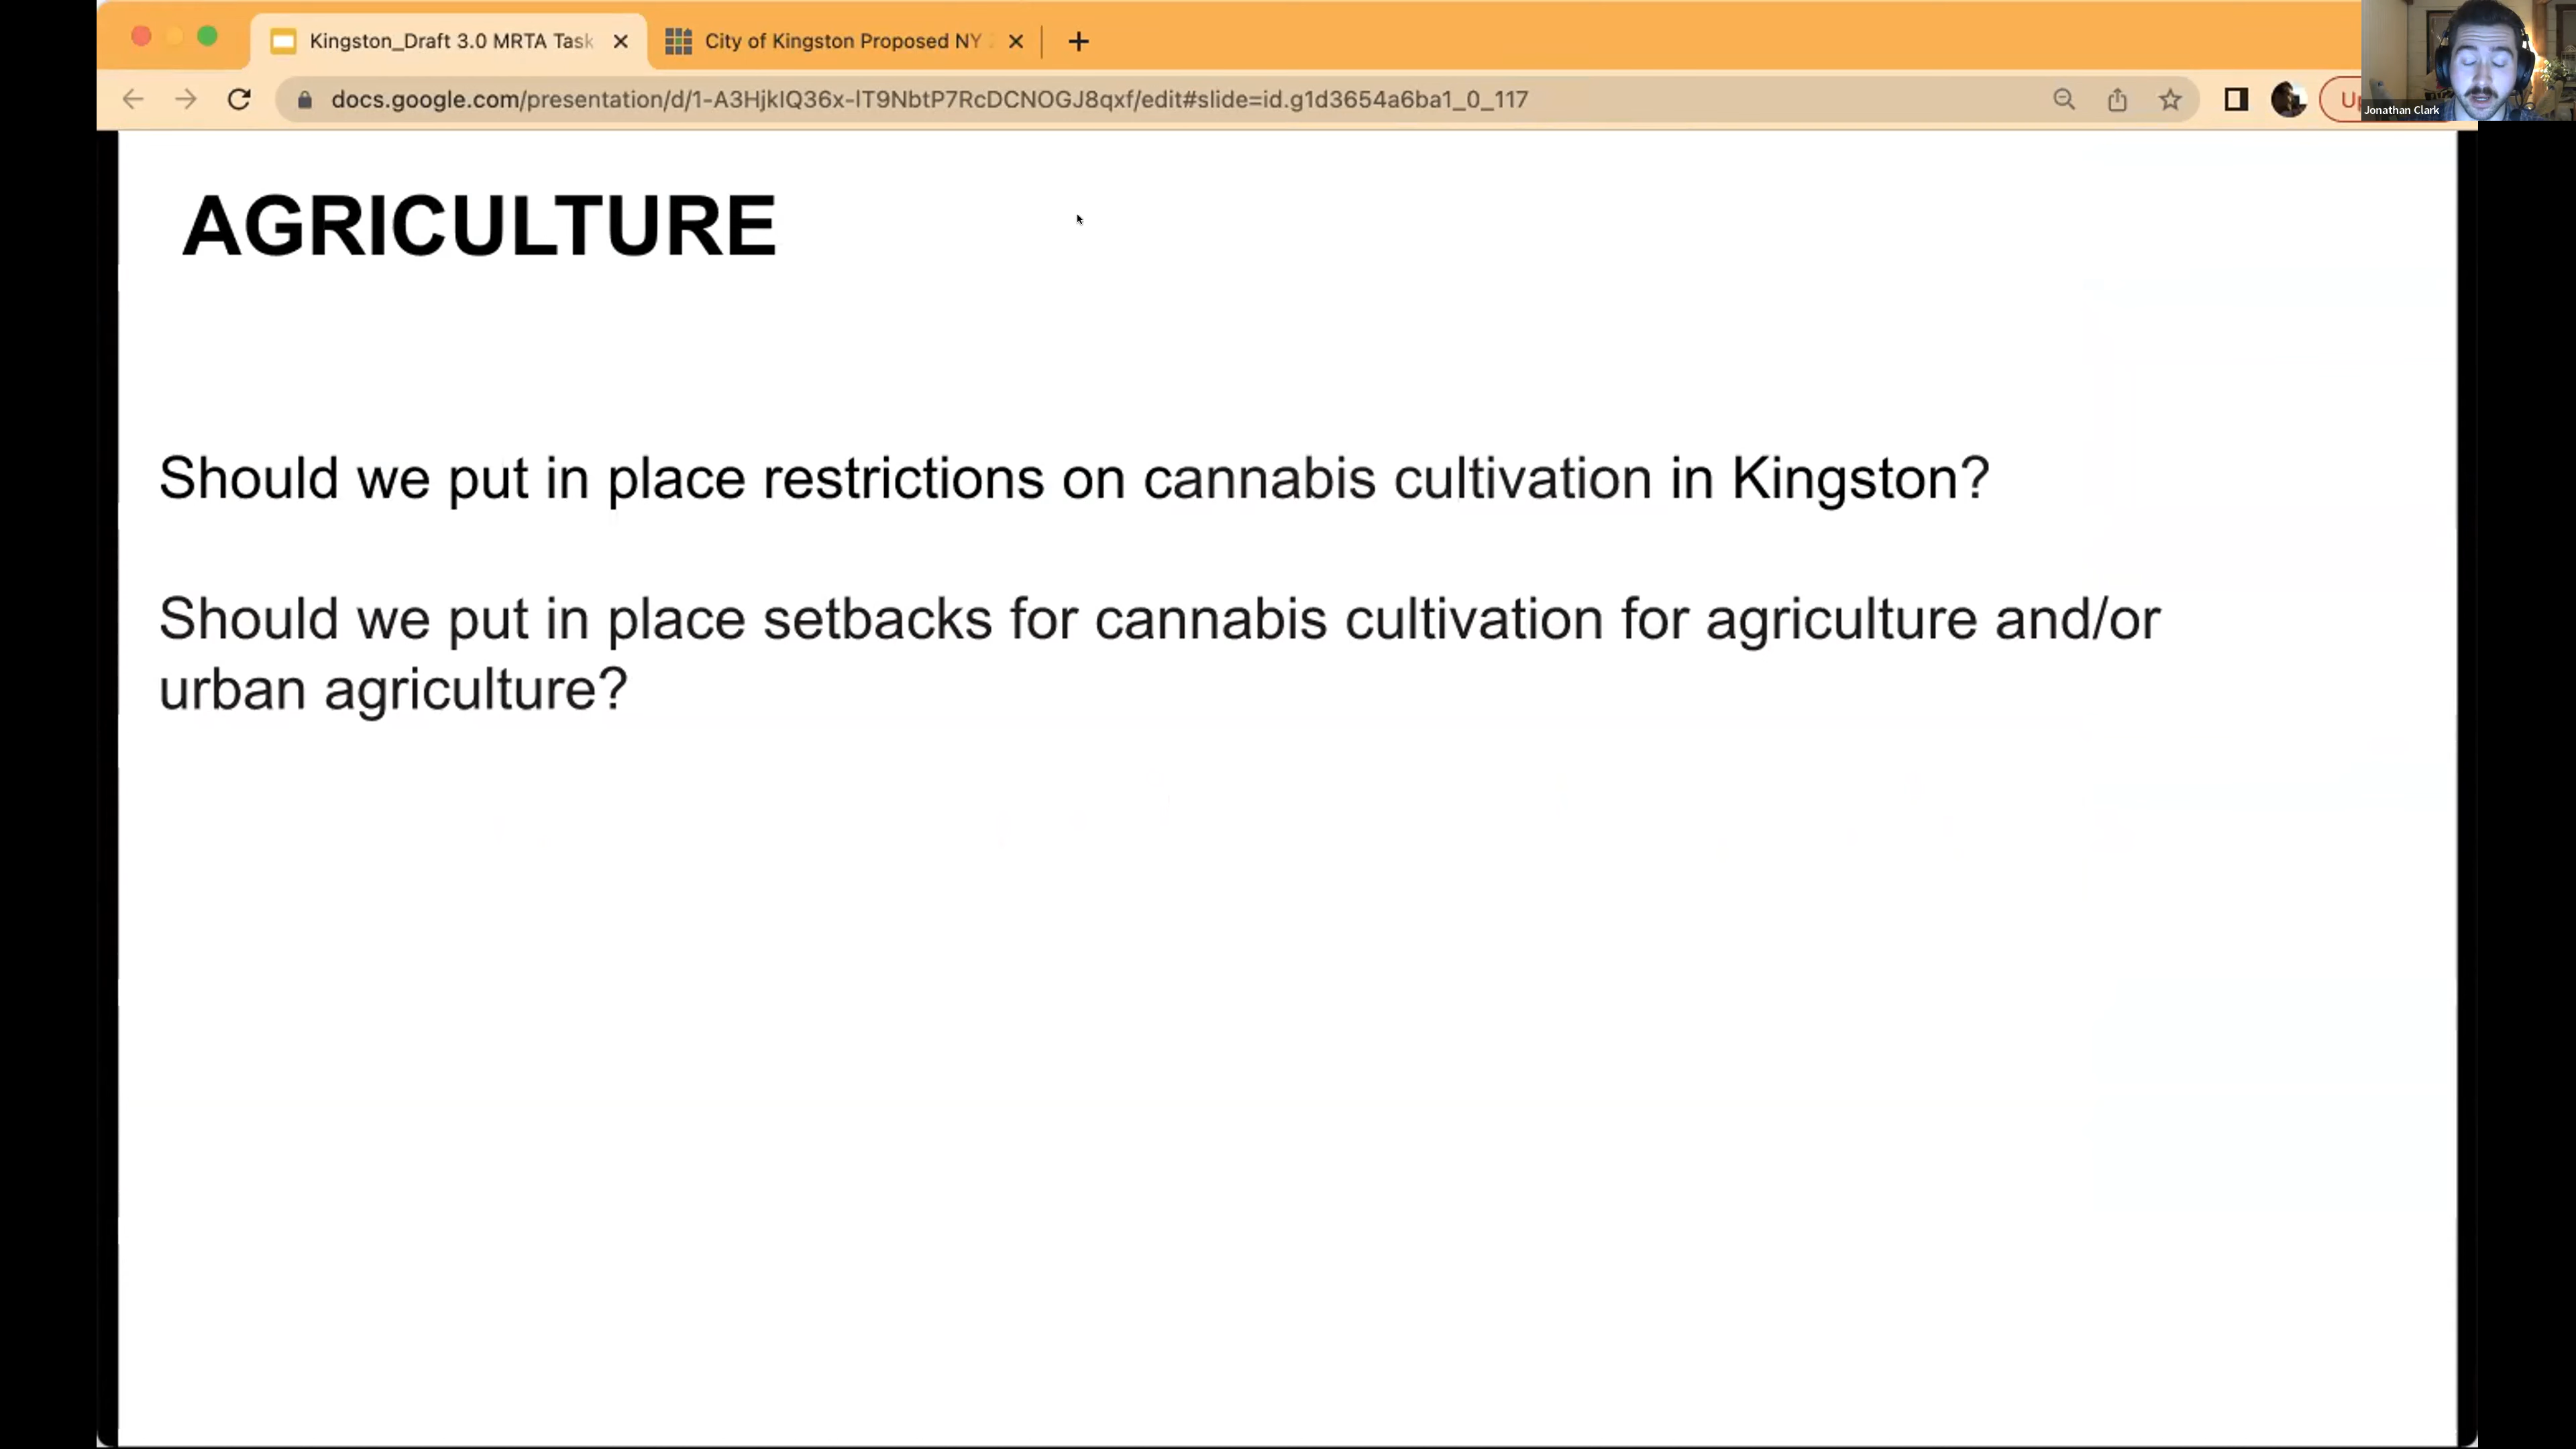 Kingston_Draft 3.0 MRTA Task
City of Kingston Proposed NY
docs.google.com/presentation/d/1-A3HjkIQ36x-IT9NbtP7RcDCNOGJ8qxf/edit#slide=id.g1d3654a6ba1_0_117
Up
Jonathan Clark
AGRICULTURE
Should we put in place restrictions on cannabis cultivation in Kingston?
Should we put in place setbacks for cannabis cultivation for agriculture and/or
urban agriculture?